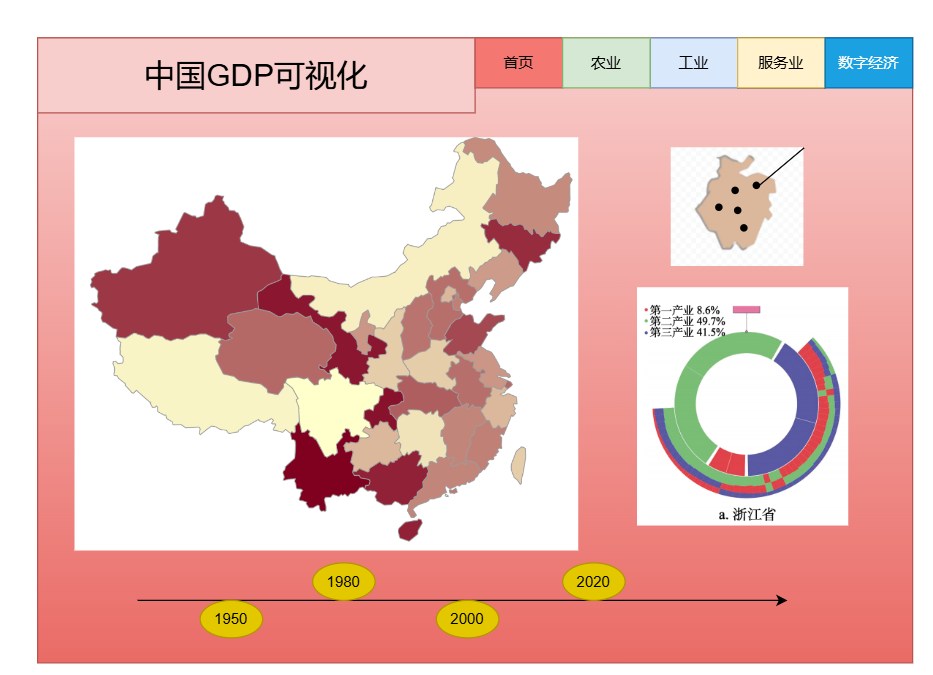 中国GDP可视化
首页
农业
工业
服务业
数字经济
第一产业 8.6%
第二产业 49.7%
第三产业 41.5%
a. 浙江省
1980
2020
1950
2000